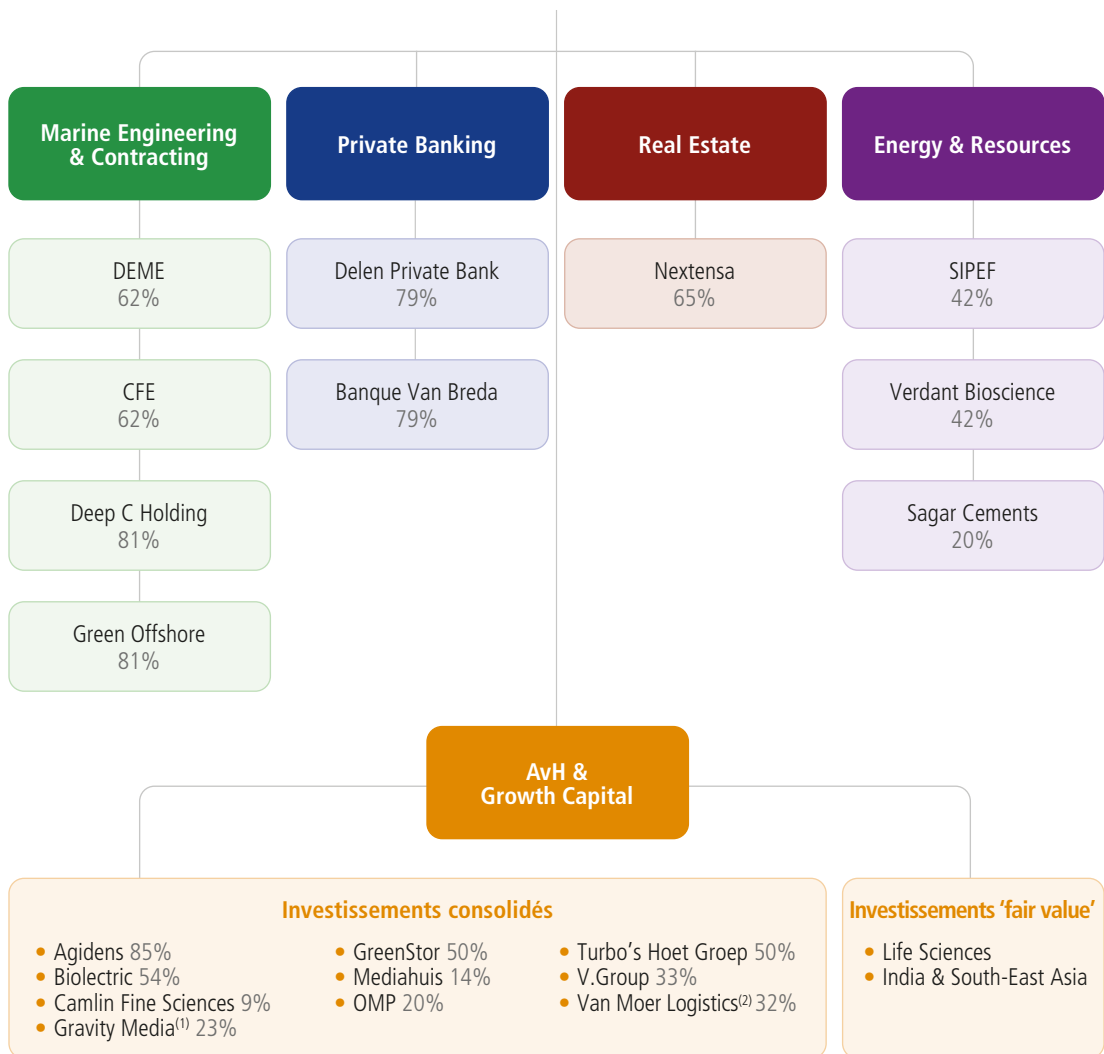 Marine Engineering
& Contracting
DEME
62%
CFE
62%
Deep C Holding
81%
Green Offshore
81%
Private Banking
Delen Private Bank
79%
Banque Van Breda
79%
Real Estate
Nextensa
65%
Energy & Resources
SIPEF
42%
Verdant Bioscience
42%
Sagar Cements
20%
AvH &
Growth Capital
Investissements consolidés
• Agidens 85%
• Biolectric 54%
• Camlin Fine Sciences 9%
• Gravity Media(1) 23%
• GreenStor 50%
• Mediahuis 14%
• OMP 20%
• Turbo's Hoet Groep 50%
• V.Group 33%
• Van Moer Logistics(2) 32%
Investissements ‘fair value’
• Life Sciences
• India & South-East Asia